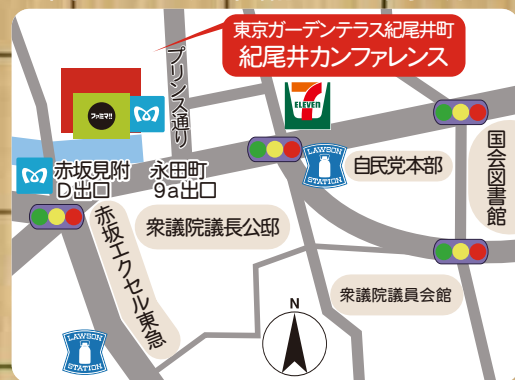 東京ガーデンテラス紀尾井町
紀尾井カンファレンス
プリンス通り
ファミマ!!
7
ELEVEN
LAWSON
STATION
自民党本部
国会図書館
赤坂見附
D出口
永田町
9a出口
衆議院議長公邸
赤坂エクセル東急
衆議院議員会館
N
LAWSON
STATION